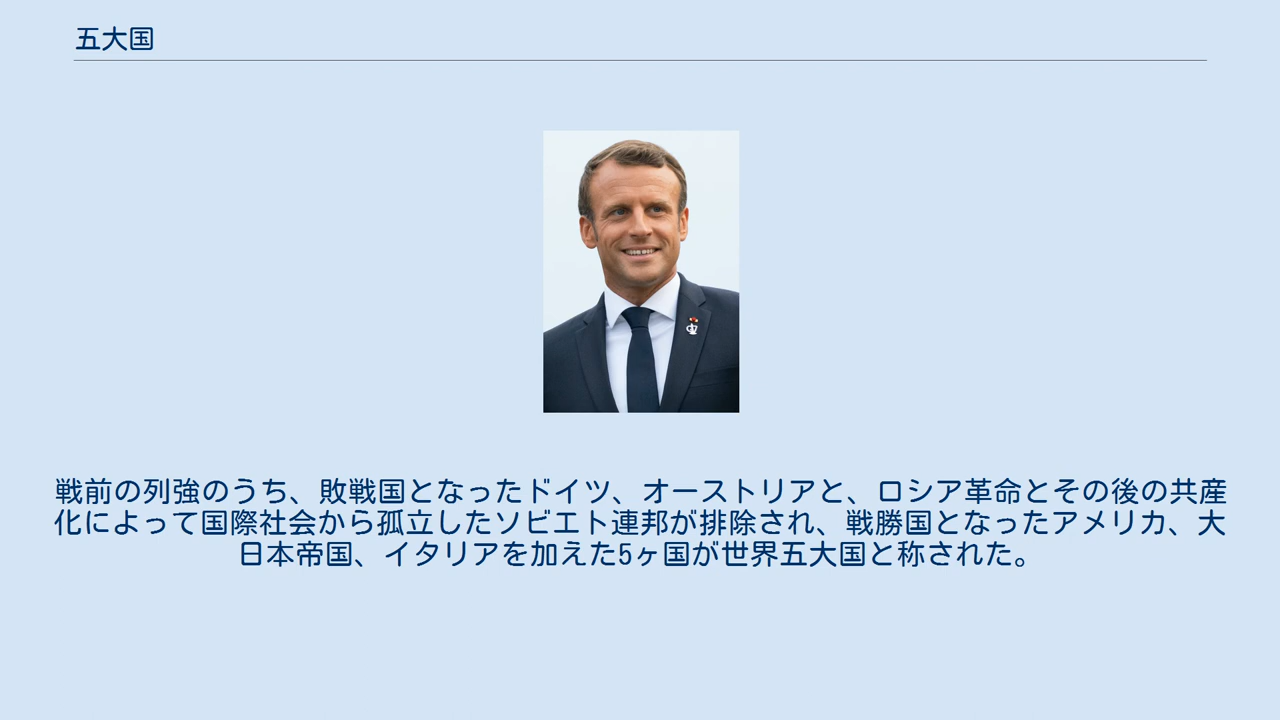 五大国
戦前の列強のうち、敗戦国となったドイツ、オーストリアと、ロシア革命とその後の共産
化によって国際社会から孤立したソビエト連邦が排除され、戦勝国となったアメリカ、大
日本帝国、イタリアを加えた5ヶ国が世界五大国と称された。